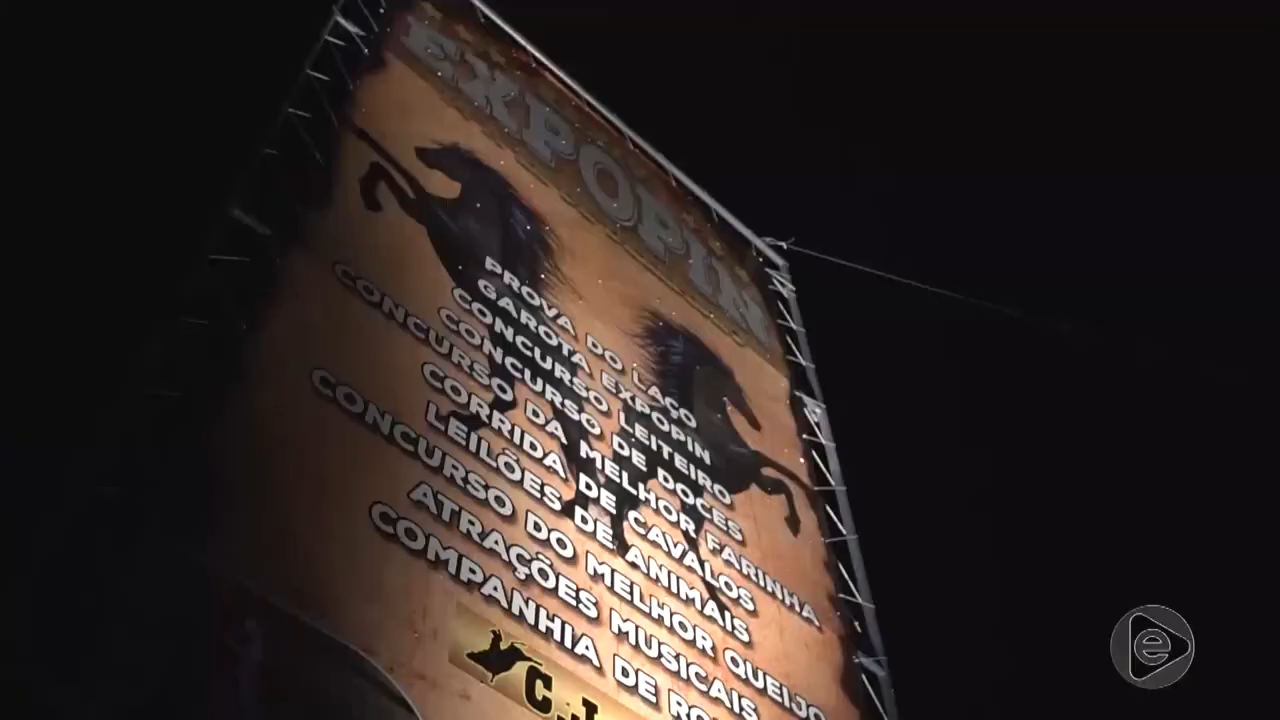 EXPOPIN
PROVA DO LAÇO
GAROTA EXPOPIN
CONCURSO LEITEIRO
CONCURSO DE DOCES
CONCURSO DA MELHOR FARINHA
CORRIDA DE CAVALOS
LEILÕES DE ANIMAIS
CONCURSO DO MELHOR QUEIJO
ATRAÇÕES MUSICAIS
COMPANHIA DE
e